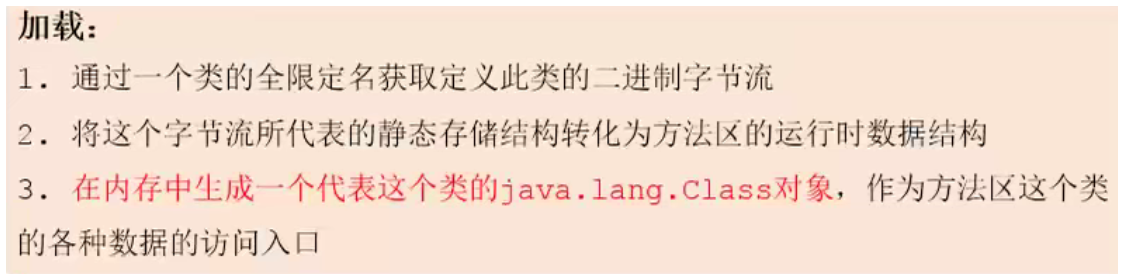 加载：
1. 通过一个类的全限定名获取定义此类的二进制字节流
2. 将这个字节流所代表的静态存储结构转化为方法区的运行时数据结构
3. 在内存中生成一个代表这个类的java.lang.Class对象，作为方法区这个类
的各种数据的访问入口